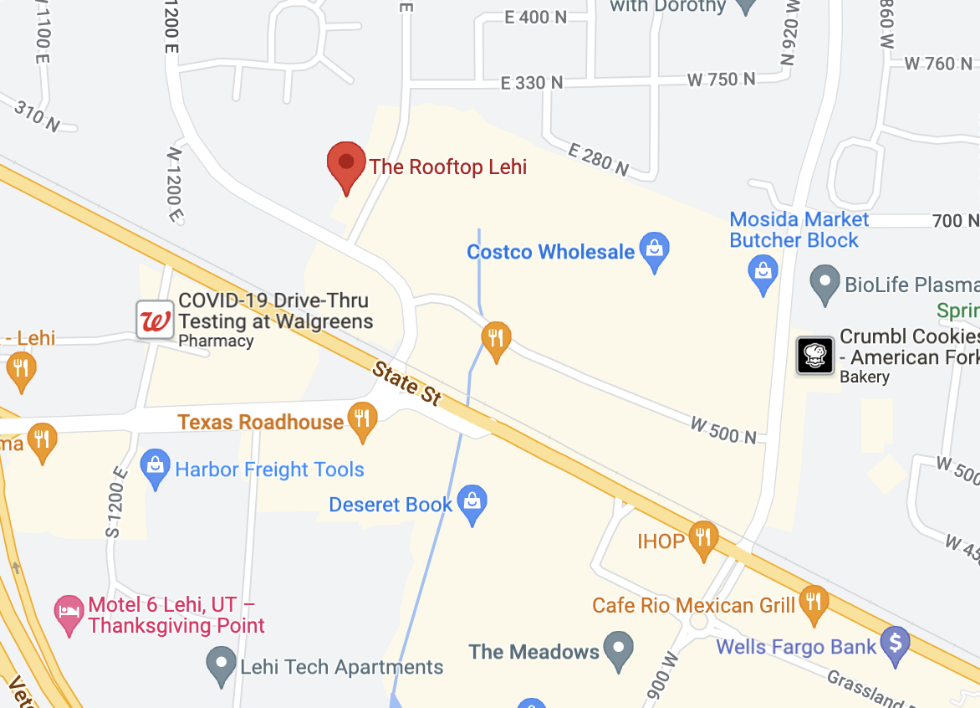 with Dorothy
E 400 N
1200 E
E
1100 E
N 920 W
860 W
W 760 N
E 330 N
W 750 N
310 N
E 280 N
N 1200 E
The Rooftop Lehi
Mosida Market
Butcher Block
700 N
Costco Wholesale
BioLife Plasma
COVID-19 Drive-Thru
Testing at Walgreens
Pharmacy
- Lehi
Crumbl Cookies
- American Fork
Bakery
State St
Texas Roadhouse
W 500 N
Harbor Freight Tools
W 500
S 1200 E
Deseret Book
IHOP
W 45
Motel 6 Lehi, UT –
Thanksgiving Point
Cafe Rio Mexican Grill
Wells Fargo Bank
The Meadows
Lehi Tech Apartments
900 W
Grassland